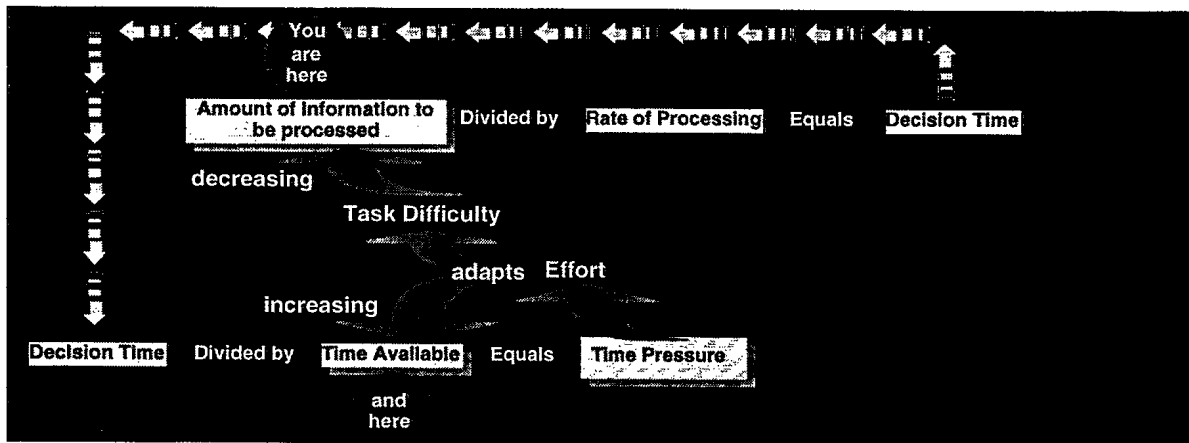 You
are
here
Amount of Information to
be processed
Divided by
Rate of Processing
Equals
Decision Time
decreasing
Task Difficulty
adapts
Effort
increasing
Decision Time
Divided by
Time Available
Equals
Time Pressure
and
here